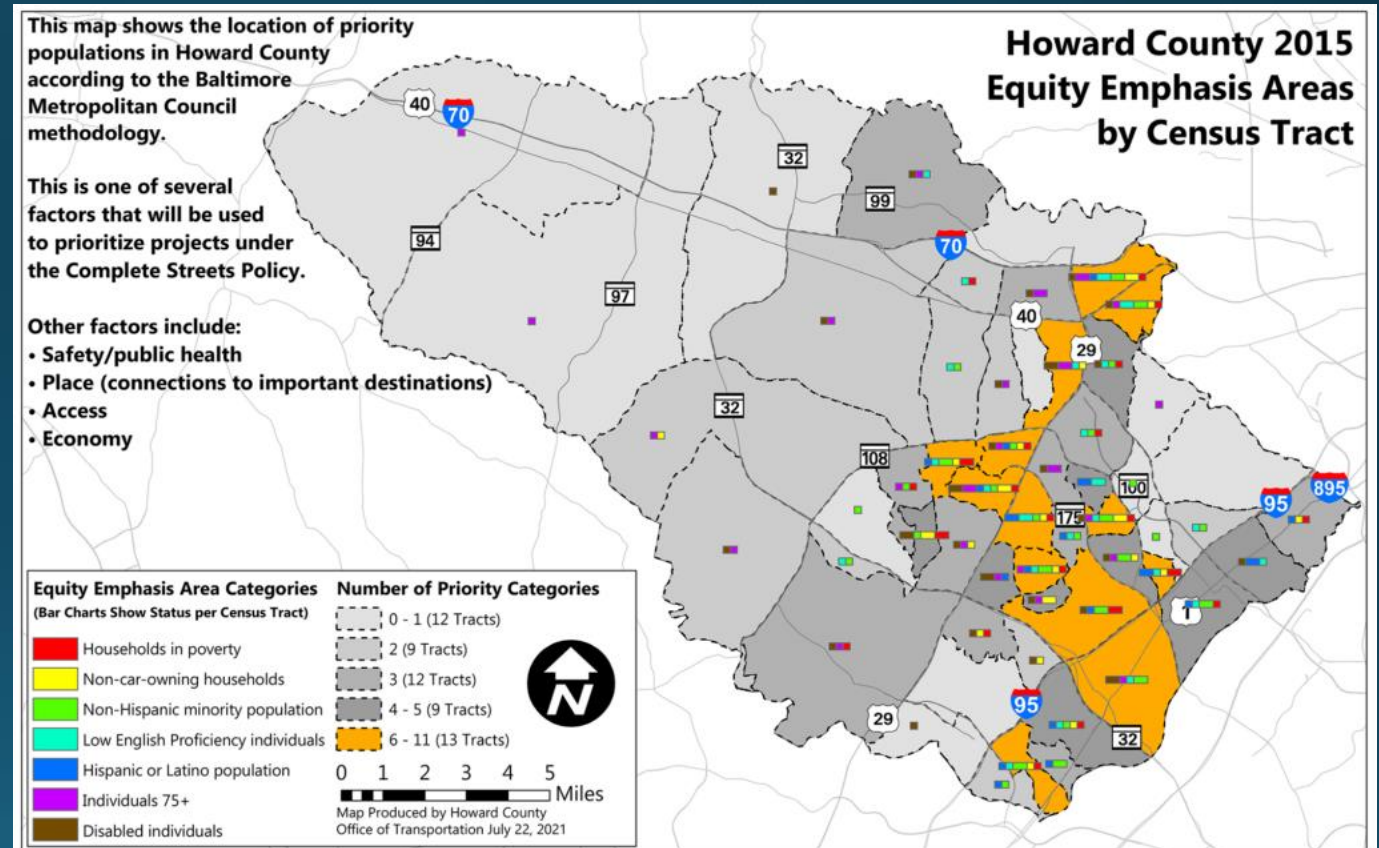 This map shows the location of priority
populations in Howard County
according to the Baltimore
Metropolitan Council
methodology.
This is one of several
factors that will be used
to prioritize projects under
the Complete Streets Policy.
Other factors include:
• Safety/public health
• Place (connections to important destinations)
• Access
• Economy
Howard County 2015
Equity Emphasis Areas
by Census Tract
40
70
32
99
94
70
97
40
29
32
108
100
95
895
175
1
95
29
32
Equity Emphasis Area Categories
(Bar Charts Show Status per Census Tract)
Households in poverty
Non-car-owning households
Non-Hispanic minority population
Low English Proficiency individuals
Hispanic or Latino population
Individuals 75+
Disabled individuals
Number of Priority Categories
0 - 1 (12 Tracts)
2 (9 Tracts)
3 (12 Tracts)
4 - 5 (9 Tracts)
6 - 11 (13 Tracts)
N
0 1 2 3 4 5
Miles
Map Produced by Howard County
Office of Transportation July 22, 2021